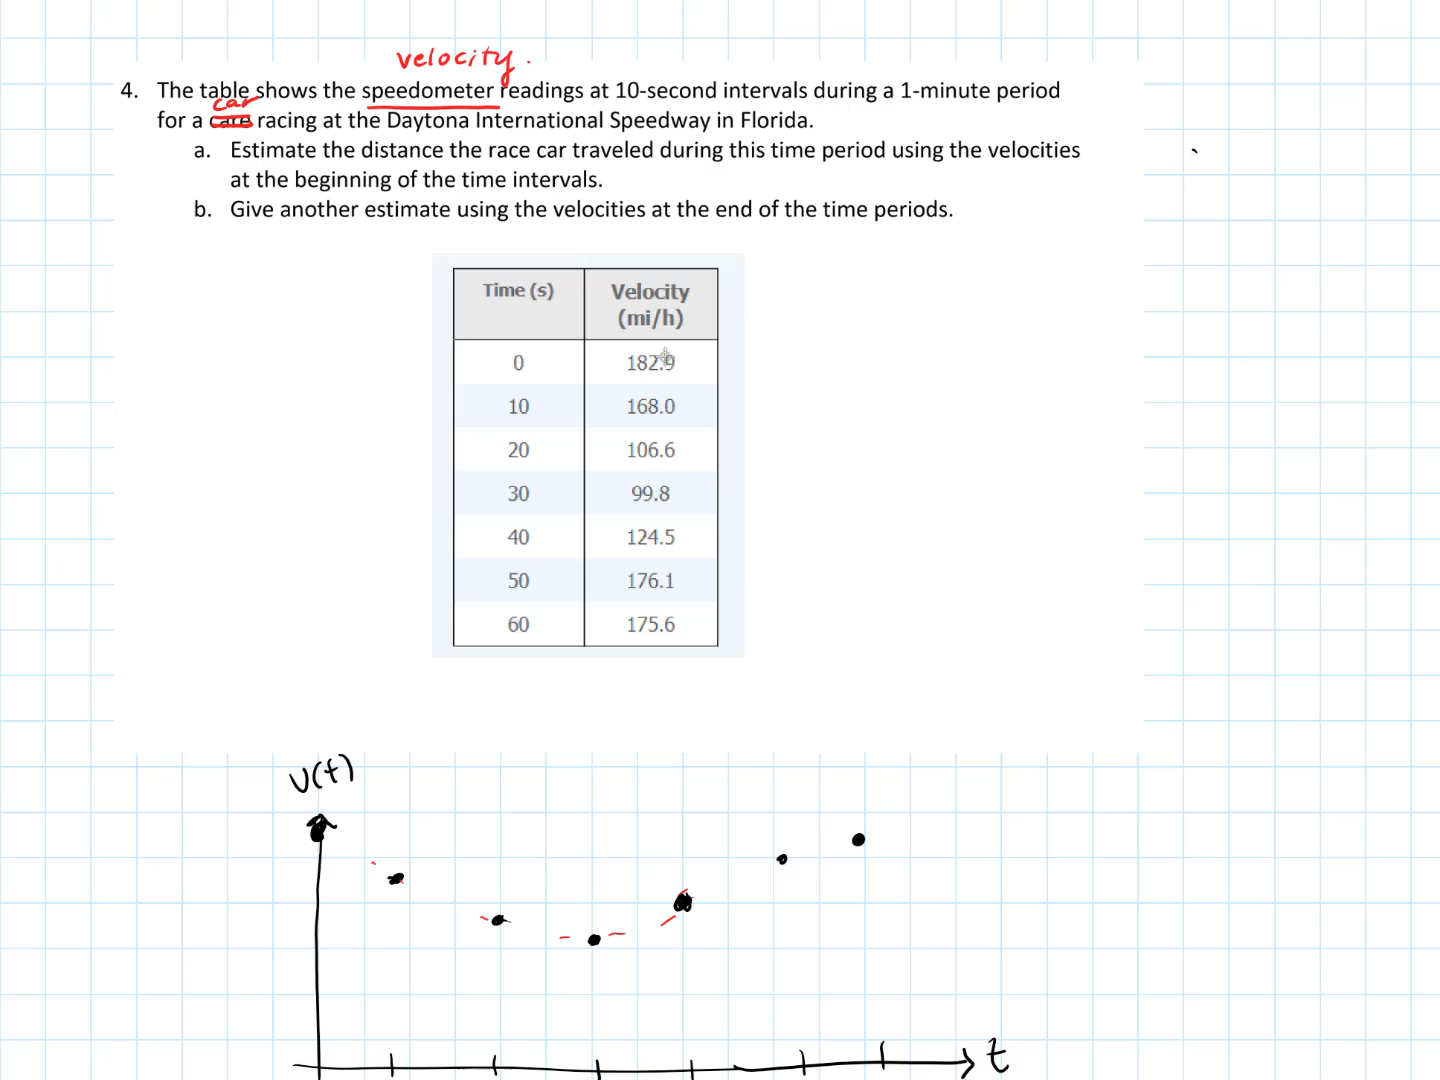 velocity.
4. The table shows the speedometer readings at 10-second intervals during a 1-minute period
car
for a care racing at the Daytona International Speedway in Florida.
a. Estimate the distance the race car traveled during this time period using the velocities
at the beginning of the time intervals.
b. Give another estimate using the velocities at the end of the time periods.
Time (s) Velocity
(mi/h)
0 182.9
10 168.0
20 106.6
30 99.8
40 124.5
50 176.1
60 175.6
v(t)
t